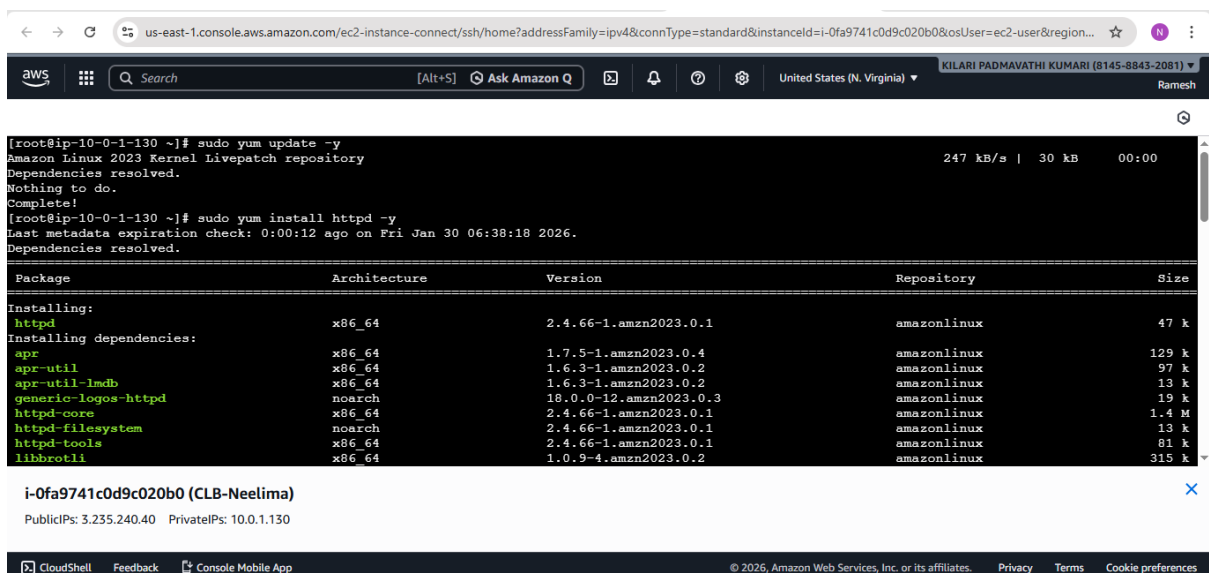 us-east-1.console.aws.amazon.com/ec2-instance-connect/ssh/home?addressFamily=ipv4&connType=standard&instanceId=i-0fa9741c0d9c020b0&osUser=ec2-user&region...
N
aws
Search [Alt+S] Ask Amazon Q United States (N. Virginia) ▼ KILARI PADMAVATHI KUMARI (8145-8843-2081) ▼
Ramesh
[root@ip-10-0-1-130 ~]# sudo yum update -y
Amazon Linux 2023 Kernel Livepatch repository 247 kB/s | 30 kB 00:00
Dependencies resolved.
Nothing to do.
Complete!
[root@ip-10-0-1-130 ~]# sudo yum install httpd -y
Last metadata expiration check: 0:00:12 ago on Fri Jan 30 06:38:18 2026.
Dependencies resolved.
Package Architecture Version Repository Size
Installing:
httpd x86_64 2.4.66-1.amzn2023.0.1 amazonlinux 47 k
Installing dependencies:
apr x86_64 1.7.5-1.amzn2023.0.4 amazonlinux 129 k
apr-util x86_64 1.6.3-1.amzn2023.0.2 amazonlinux 97 k
apr-util-lmdb x86_64 1.6.3-1.amzn2023.0.2 amazonlinux 13 k
generic-logos-httpd noarch 18.0.0-12.amzn2023.0.3 amazonlinux 19 k
httpd-core x86_64 2.4.66-1.amzn2023.0.1 amazonlinux 1.4 M
httpd-filesystem noarch 2.4.66-1.amzn2023.0.1 amazonlinux 13 k
httpd-tools x86_64 2.4.66-1.amzn2023.0.1 amazonlinux 81 k
libbrotli x86_64 1.0.9-4.amzn2023.0.2 amazonlinux 315 k
i-0fa9741c0d9c020b0 (CLB-Neelima)
PublicIPs: 3.235.240.40 PrivateIPs: 10.0.1.130
CloudShell Feedback Console Mobile App © 2026, Amazon Web Services, Inc. or its affiliates. Privacy Terms Cookie preferences